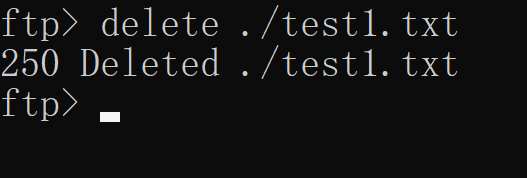 ftp> delete ./test1.txt
250 Deleted ./test1.txt
ftp>